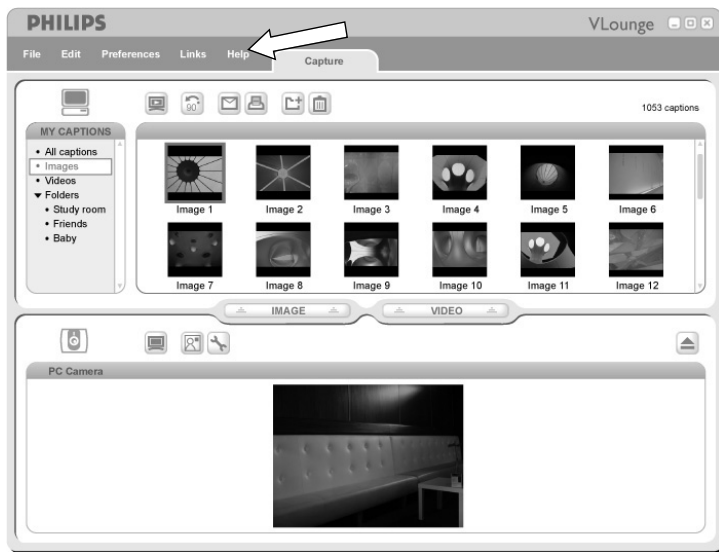 PHILIPS
VLounge
File Edit Preferences Links Help
Capture
90°
1053 captions
MY CAPTIONS
• All captions
• Images
• Videos
▼ Folders
• Study room
• Friends
• Baby
Image 1 Image 2 Image 3 Image 4 Image 5 Image 6
Image 7 Image 8 Image 9 Image 10 Image 11 Image 12
IMAGE VIDEO
PC Camera